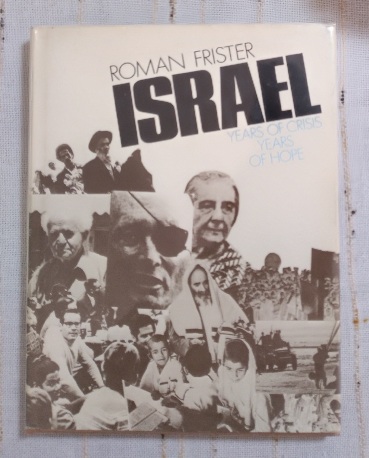 ROMAN FRISTER
ISRAEL
YEARS OF CRISIS
YEARS
OF HOPE